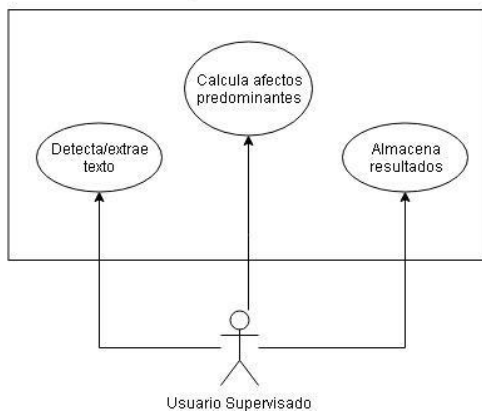 Calcula afectos
predominantes
Detecta/extrae
texto
Almacena
resultados
Usuario Supervisado